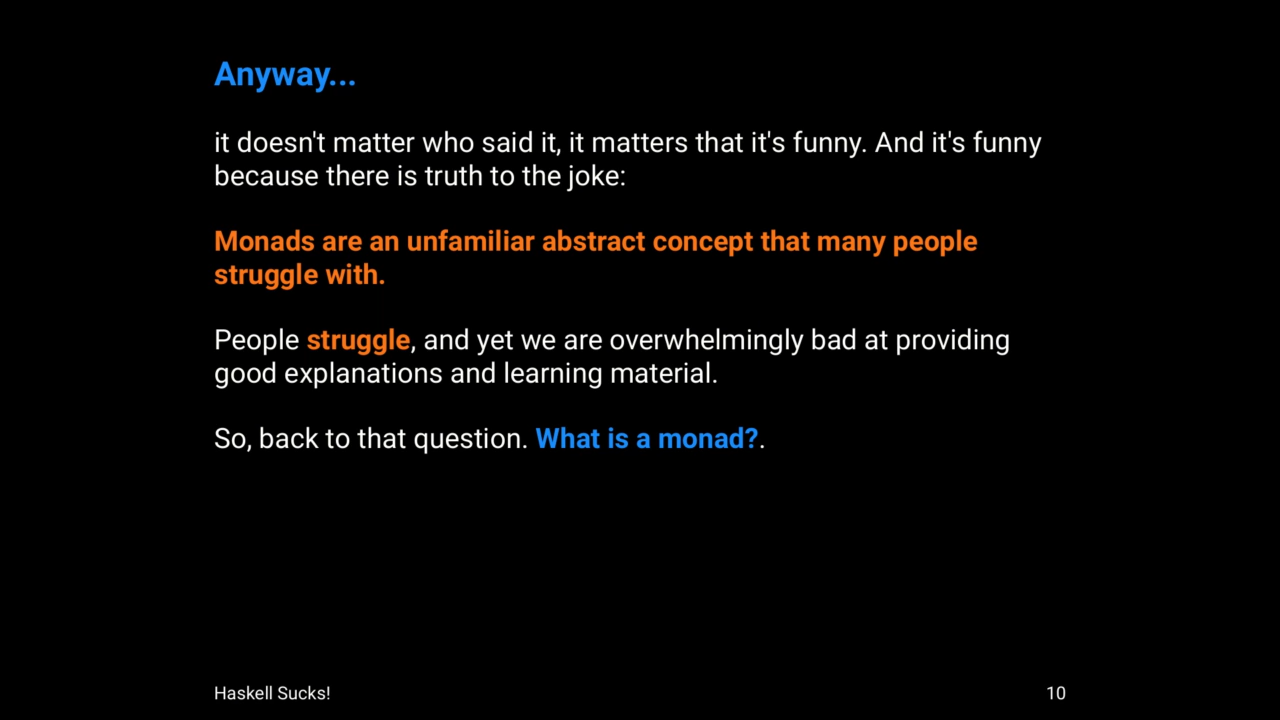 Anyway...
it doesn't matter who said it, it matters that it's funny. And it's funny
because there is truth to the joke:
Monads are an unfamiliar abstract concept that many people
struggle with.
People struggle, and yet we are overwhelmingly bad at providing
good explanations and learning material.
So, back to that question. What is a monad?.
Haskell Sucks!
10